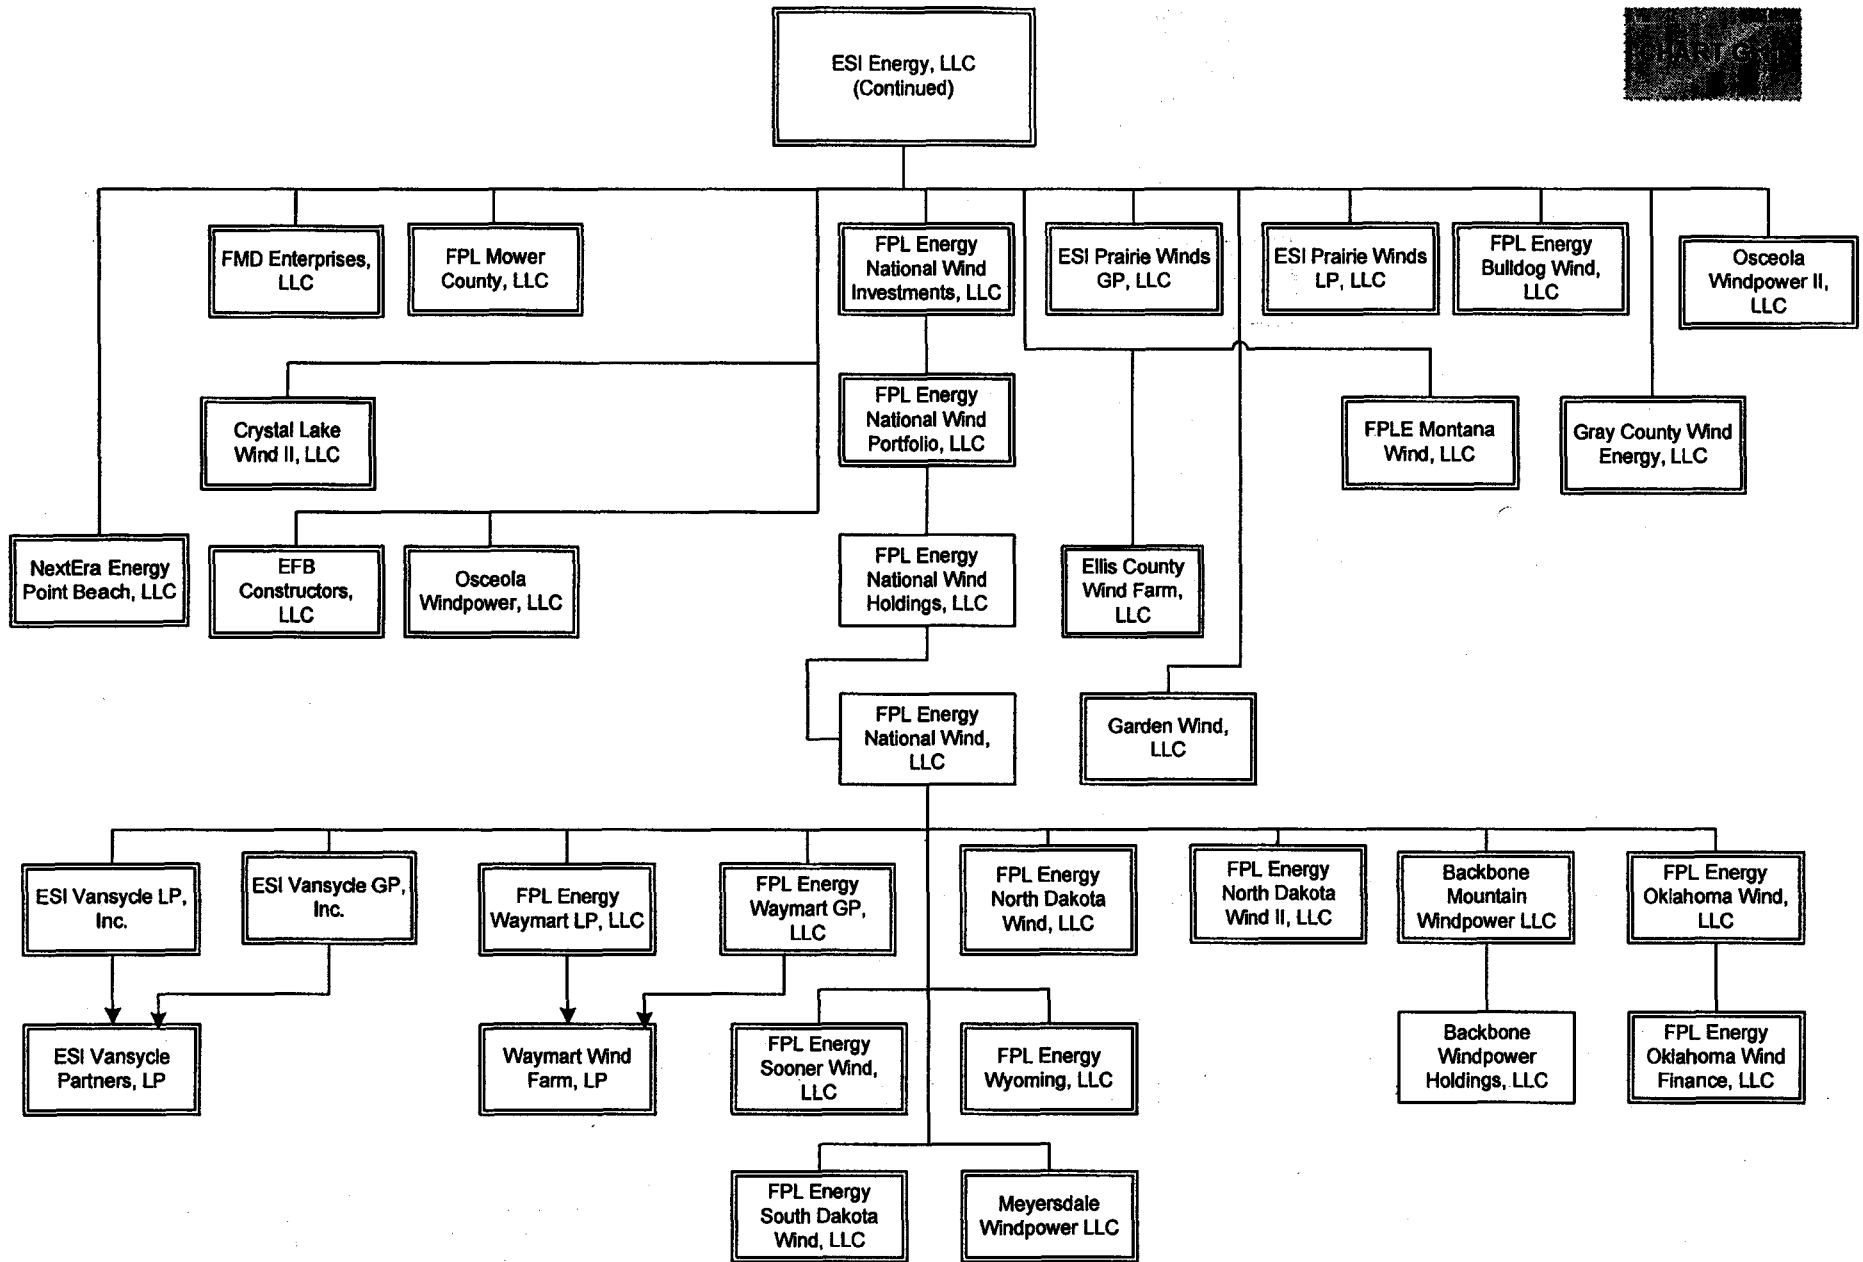 ESI Energy, LLC
(Continued)
CHART
FMD Enterprises,
LLC
FPL Mower
County, LLC
FPL Energy
National Wind
Investments, LLC
ESI Prairie Winds
GP, LLC
ESI Prairie Winds
LP, LLC
FPL Energy
Bulldog Wind,
LLC
Osceola
Windpower II,
LLC
Crystal Lake
Wind II, LLC
FPL Energy
National Wind
Portfolio, LLC
FPLE Montana
Wind, LLC
Gray County Wind
Energy, LLC
NextEra Energy
Point Beach, LLC
EFB
Constructors,
LLC
Osceola
Windpower, LLC
FPL Energy
National Wind
Holdings, LLC
Ellis County
Wind Farm,
LLC
FPL Energy
National Wind,
LLC
Garden Wind,
LLC
ESI Vansycle LP,
Inc.
ESI Vansycle GP,
Inc.
FPL Energy
Waymart LP, LLC
FPL Energy
Waymart GP,
LLC
FPL Energy
North Dakota
Wind, LLC
FPL Energy
North Dakota
Wind II, LLC
Backbone
Mountain
Windpower LLC
FPL Energy
Oklahoma Wind,
LLC
ESI Vansycle
Partners, LP
Waymart Wind
Farm, LP
FPL Energy
Sooner Wind,
LLC
FPL Energy
Wyoming, LLC
Backbone
Windpower
Holdings, LLC
FPL Energy
Oklahoma Wind
Finance, LLC
FPL Energy
South Dakota
Wind, LLC
Meyersdale
Windpower LLC